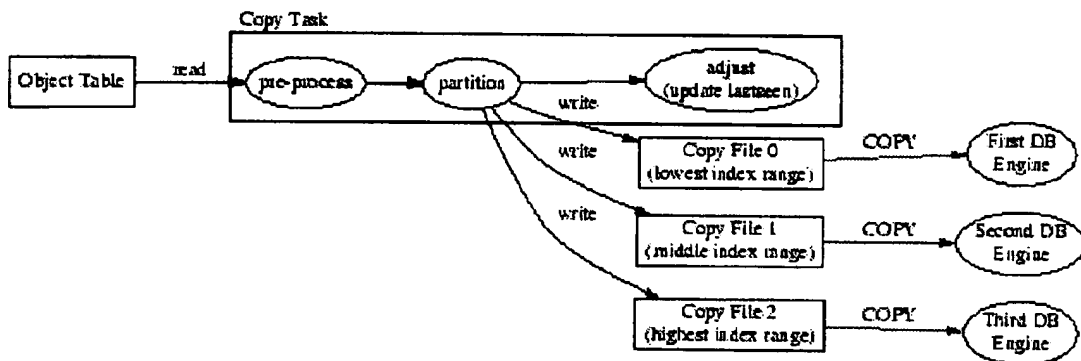 Copy Task
Object Table
read
pre-process
partition
adjust
(update lastseen)
write
Copy File 0
(lowest index range)
COPY
First DB
Engine
write
Copy File 1
(middle index range)
COPY
Second DB
Engine
write
Copy File 2
(highest index range)
COPY
Third DB
Engine